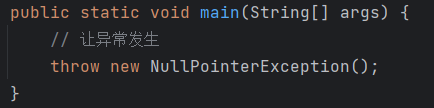 public static void main(String[] args) {
    // 让异常发生
    throw new NullPointerException();
}